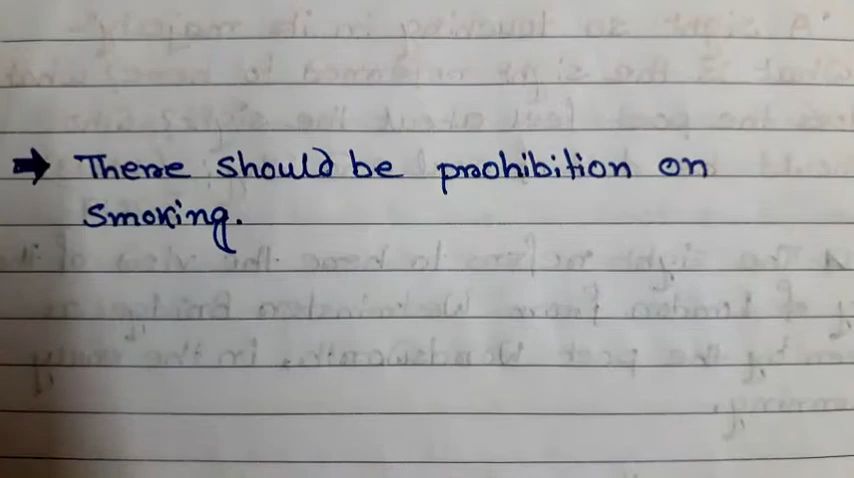 → There should be prohibition on
smoking.